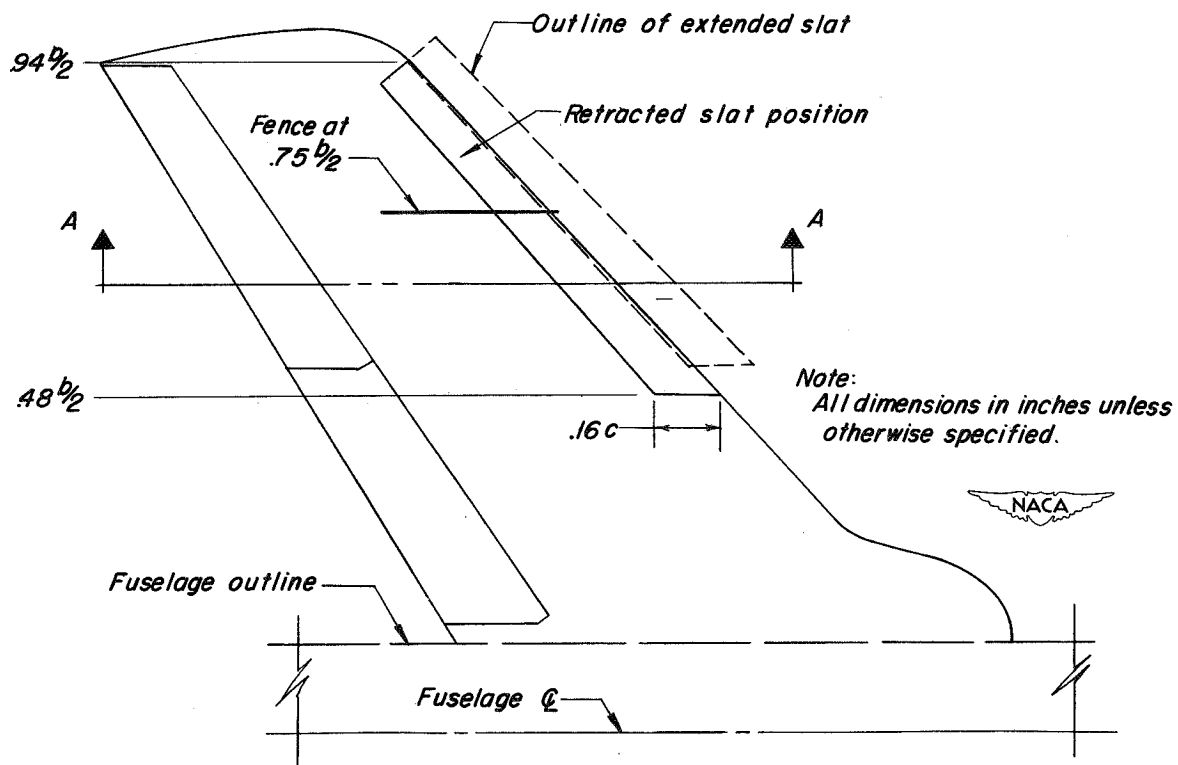 Outline of extended slat
.94 b/2
Retracted slat position
Fence at
.75 b/2
A
A
.48 b/2
.16 c
Note:
All dimensions in inches unless
otherwise specified.
NACA
Fuselage outline
Fuselage ℄